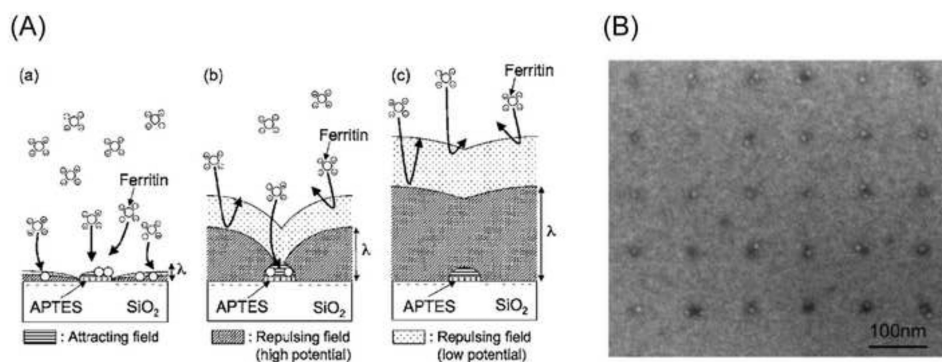 (A)
(B)
(a)
(b)
(c)
Ferritin
Ferritin
Ferritin
λ
λ
λ
APTES SiO2
APTES SiO2
APTES SiO2
: Attracting field
: Repulsing field
(high potential)
: Repulsing field
(low potential)
100nm